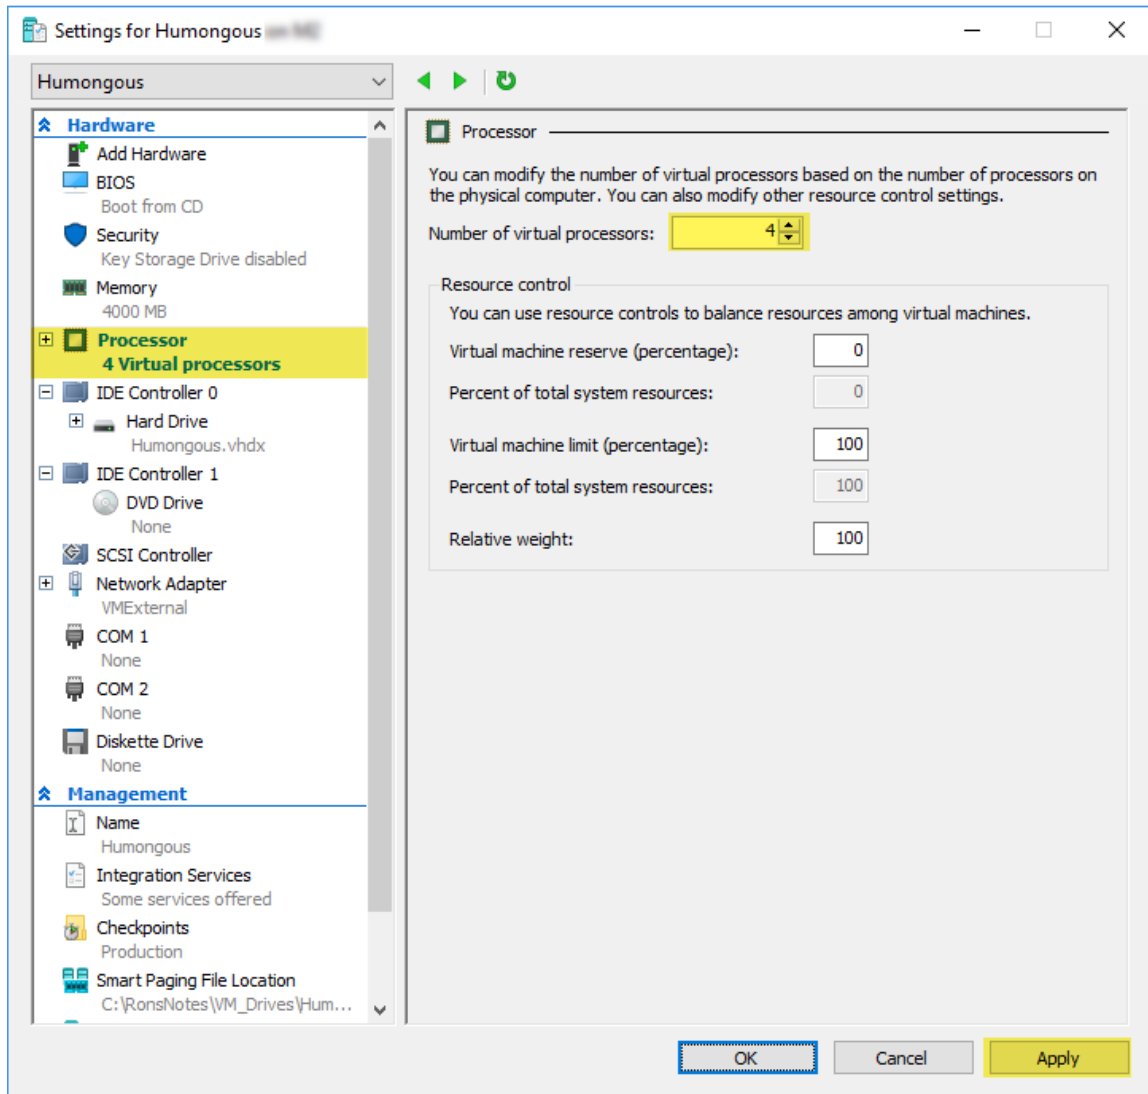 Settings for Humongous
Humongous
Hardware
Add Hardware
BIOS
Boot from CD
Security
Key Storage Drive disabled
Memory
4000 MB
Processor
4 Virtual processors
IDE Controller 0
Hard Drive
Humongous.vhdx
IDE Controller 1
DVD Drive
None
SCSI Controller
Network Adapter
VMExternal
COM 1
None
COM 2
None
Diskette Drive
None
Management
Name
Humongous
Integration Services
Some services offered
Checkpoints
Production
Smart Paging File Location
C:\RonsNotes\VM_Drives\Hum...
Processor
You can modify the number of virtual processors based on the number of processors on
the physical computer. You can also modify other resource control settings.
Number of virtual processors: 4
Resource control
You can use resource controls to balance resources among virtual machines.
Virtual machine reserve (percentage): 0
Percent of total system resources: 0
Virtual machine limit (percentage): 100
Percent of total system resources: 100
Relative weight: 100
OK Cancel Apply